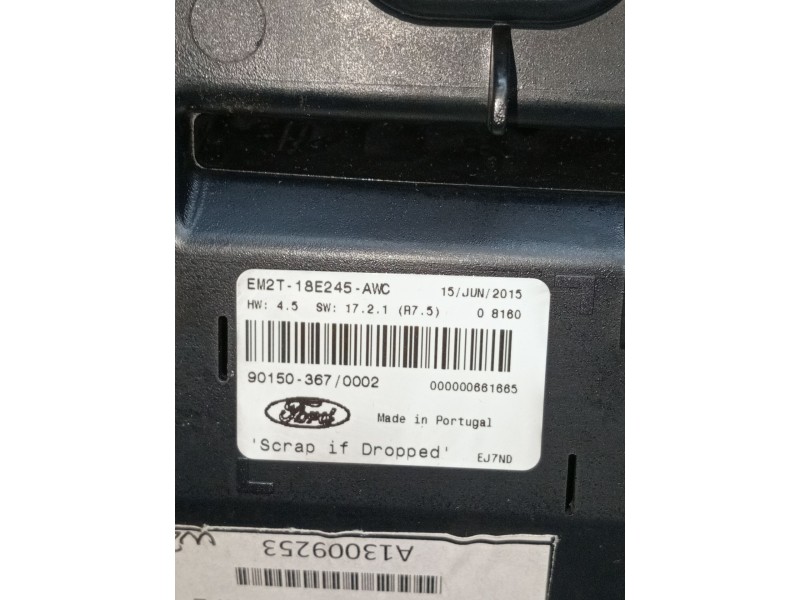 EM2T-18E245-AWC 15/JUN/2015
HW: 4.5 SW: 17.2.1 (R7.5) 0 8160
90150-367/0002 000000661665
Ford Made in Portugal
'Scrap if Dropped' EJ7ND
A13009253